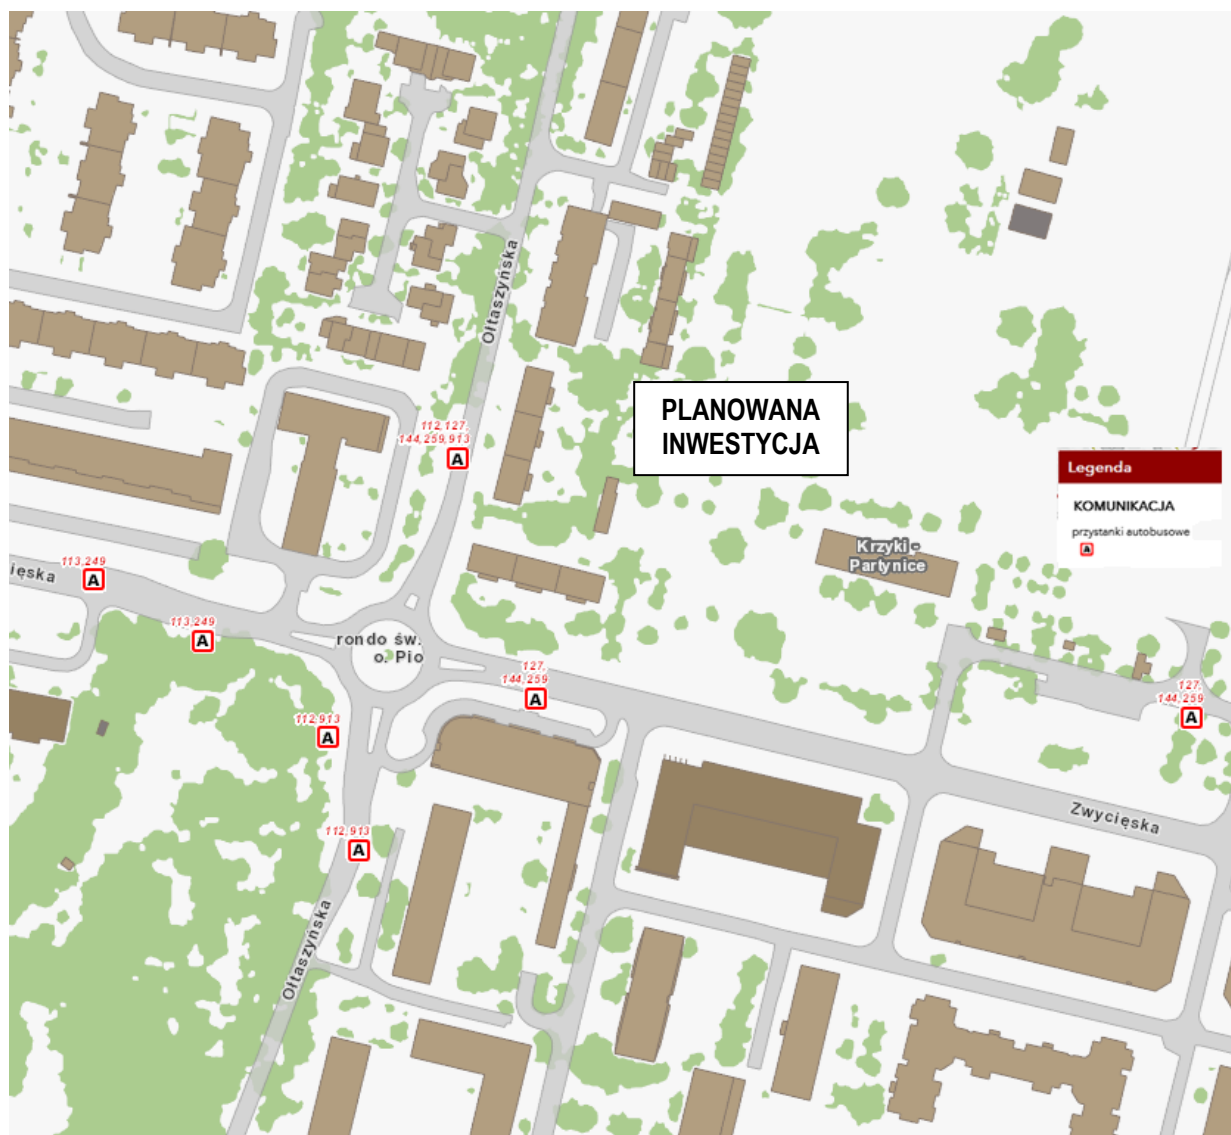 Ołtaszyńska
PLANOWANA
INWESTYCJA
112,127,
144,259,913
A
Legenda
KOMUNIKACJA
przystanki autobusowe
A
Krzyki -
Partynice
113,249
A
ięska
113,249
A
rondo św.
o. Pio
127,
144,259
A
127,
144,259
A
112,913
A
Zwycięska
112,913
A
Ołtaszyńska